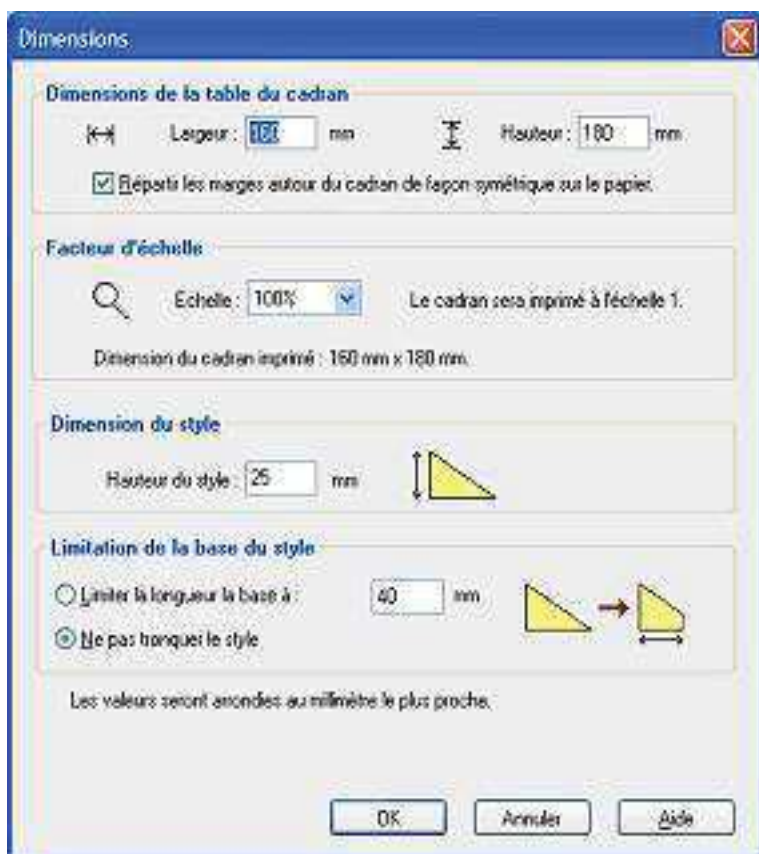 Dimensions
Dimensions de la table du cadran
Largeur : 160 mm Hauteur : 180 mm
Répartir les marges autour du cadran de façon symétrique sur le papier.
Facteur d'échelle
Echelle : 100% Le cadran sera imprimé à l'échelle 1.
Dimension du cadran imprimé : 160 mm x 180 mm.
Dimension du style
Hauteur du style : 25 mm
Limitation de la base du style
Limiter la longueur la base à : 40 mm
Ne pas tronquer le style
Les valeurs seront arrondies au millimètre le plus proche.
OK Annuler Aide